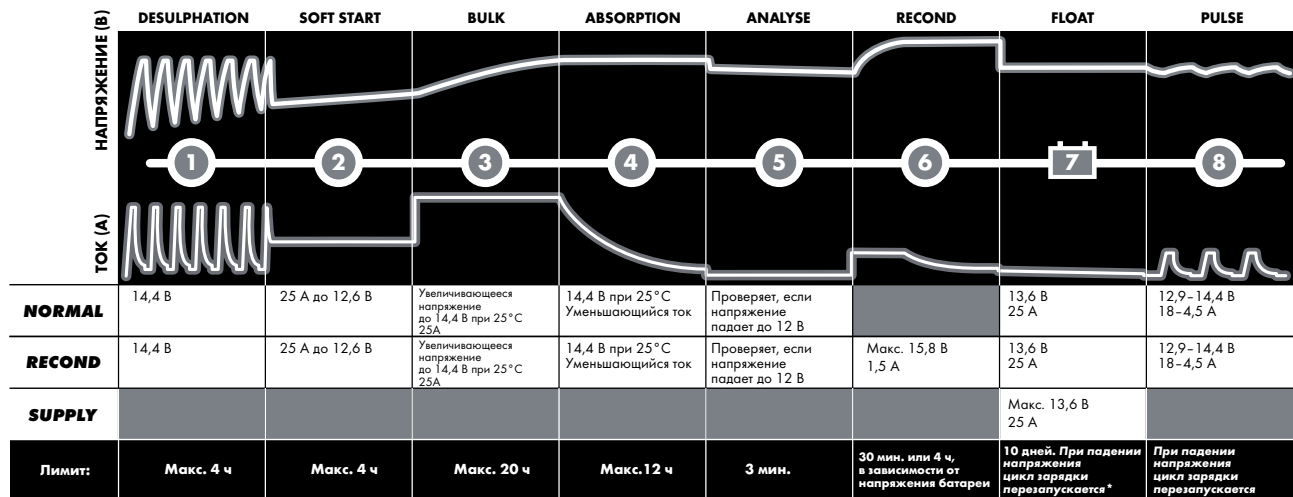 DESULPHATION SOFT START BULK ABSORPTION ANALYSE RECOND FLOAT PULSE
НАПРЯЖЕНИЕ (В)
1 2 3 4 5 6 7 8
ТОК (А)
NORMAL
14,4 В
25 А до 12,6 В
Увеличивающееся
напряжение
до 14,4 В при 25°C
25А
14,4 В при 25°C
Уменьшающийся ток
Проверяет, если
напряжение
падает до 12 В
13,6 В
25 А
12,9–14,4 В
18–4,5 А
RECOND
14,4 В
25 А до 12,6 В
Увеличивающееся
напряжение
до 14,4 В при 25°C
25А
14,4 В при 25°C
Уменьшающийся ток
Проверяет, если
напряжение
падает до 12 В
Макс. 15,8 В
1,5 А
13,6 В
25 А
12,9–14,4 В
18–4,5 А
SUPPLY
Макс. 13,6 В
25 А
Лимит:
Макс. 4 ч
Макс. 4 ч
Макс. 20 ч
Макс.12 ч
3 мин.
30 мин. или 4 ч,
в зависимости от
напряжения батареи
10 дней. При падении
напряжения
цикл зарядки
перезапускается*
При падении
напряжения
цикл зарядки
перезапускается